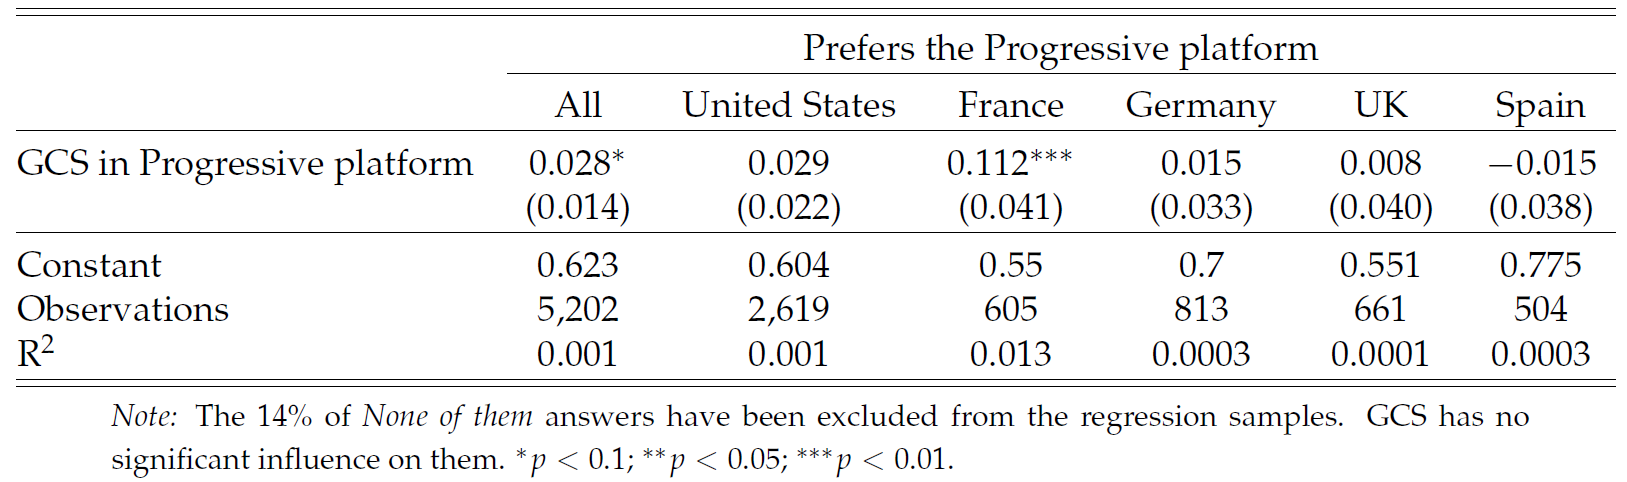 Prefers the Progressive platform
All United States France Germany UK Spain
GCS in Progressive platform 0.028* 0.029 0.112*** 0.015 0.008 −0.015
(0.014) (0.022) (0.041) (0.033) (0.040) (0.038)
Constant 0.623 0.604 0.55 0.7 0.551 0.775
Observations 5,202 2,619 605 813 661 504
R² 0.001 0.001 0.013 0.0003 0.0001 0.0003
Note: The 14% of None of them answers have been excluded from the regression samples. GCS has no
significant influence on them. *p < 0.1; **p < 0.05; ***p < 0.01.